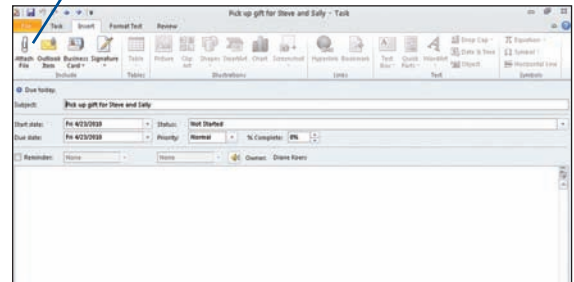 Pick up gift for Steve and Sally - Task
File Task Insert Format Text Review
Attach File Outlook Item Business Card Signature Table Picture Clip Art Shapes SmartArt Chart Screenshot Hyperlink Bookmark Text Box Quick Parts WordArt Drop Cap Date & Time Object Equation Symbol Horizontal Line
Include Tables Illustrations Links Text Symbols
Due today.
Subject: Pick up gift for Steve and Sally
Start date: Fri 4/23/2010 Status: Not Started
Due date: Fri 4/23/2010 Priority: Normal % Complete: 0%
Reminder: None None Owner: Diane Koers